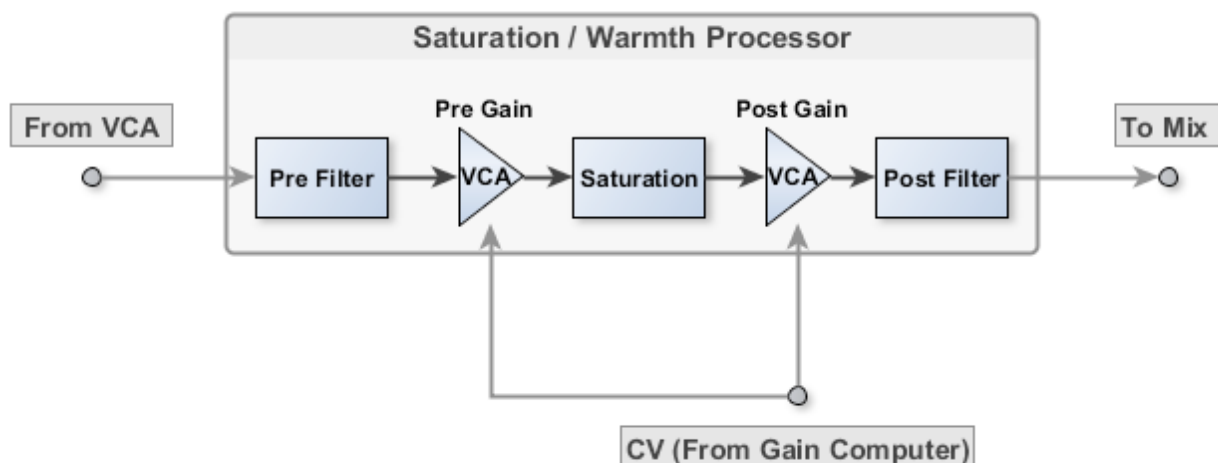 Saturation / Warmth Processor
Pre Gain
Post Gain
From VCA
To Mix
Pre Filter
VCA
Saturation
VCA
Post Filter
CV (From Gain Computer)